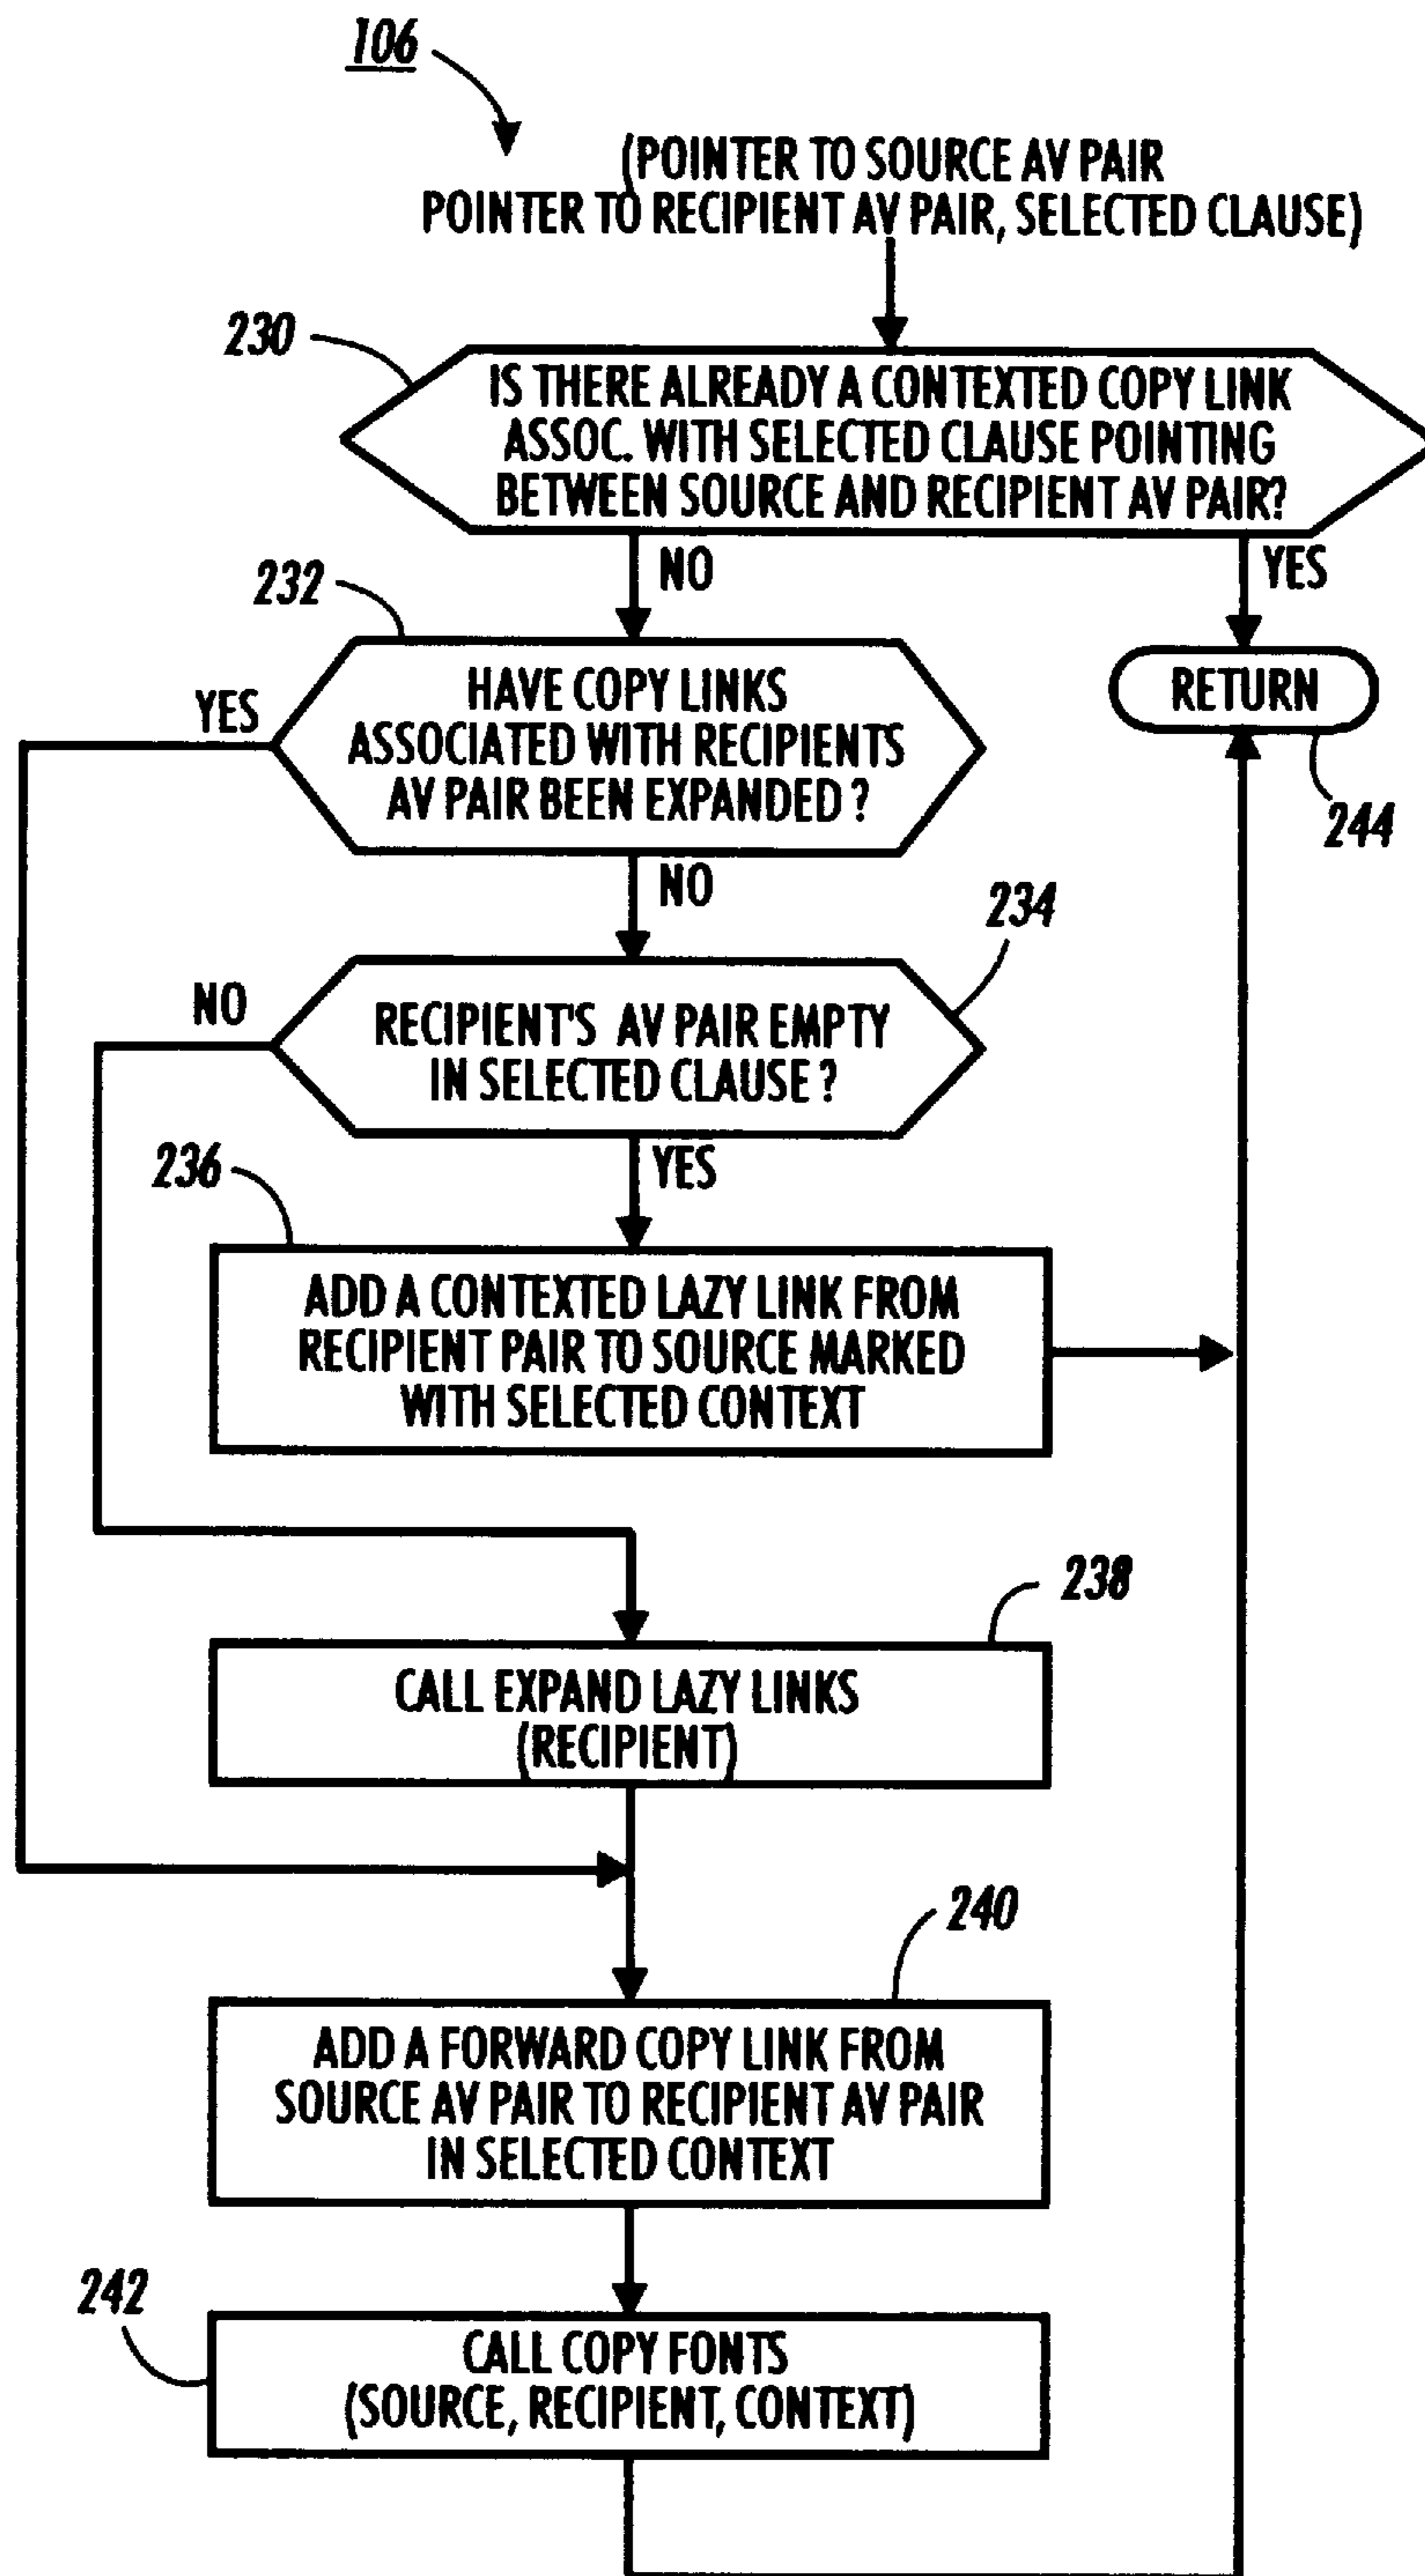 106
(POINTER TO SOURCE AV PAIR
POINTER TO RECIPIENT AV PAIR, SELECTED CLAUSE)
230
IS THERE ALREADY A CONTEXTED COPY LINK
ASSOC. WITH SELECTED CLAUSE POINTING
BETWEEN SOURCE AND RECIPIENT AV PAIR?
NO
YES
232
HAVE COPY LINKS
ASSOCIATED WITH RECIPIENTS
AV PAIR BEEN EXPANDED ?
YES
RETURN
244
NO
234
NO
RECIPIENT'S AV PAIR EMPTY
IN SELECTED CLAUSE ?
YES
236
ADD A CONTEXTED LAZY LINK FROM
RECIPIENT PAIR TO SOURCE MARKED
WITH SELECTED CONTEXT
238
CALL EXPAND LAZY LINKS
(RECIPIENT)
240
ADD A FORWARD COPY LINK FROM
SOURCE AV PAIR TO RECIPIENT AV PAIR
IN SELECTED CONTEXT
242
CALL COPY FONTS
(SOURCE, RECIPIENT, CONTEXT)